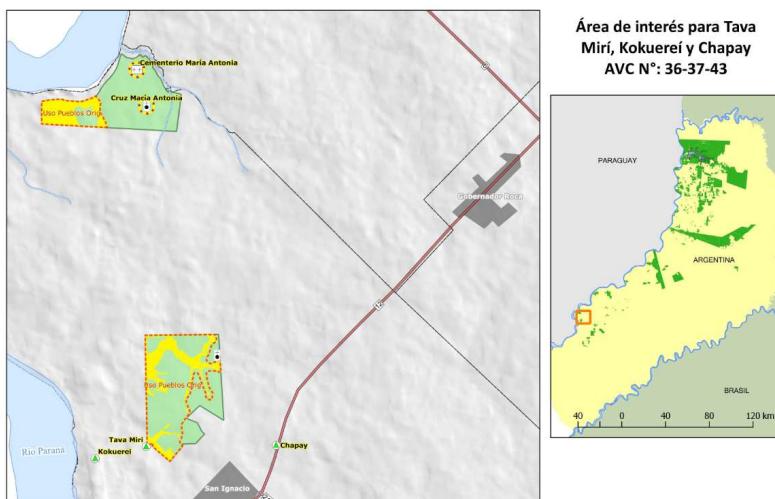 Área de interés para Tava
Mirí, Kokuereí y Chapay
AVC N°: 36-37-43
Cementerio María Antonia
Cruz María Antonia
Uso Pueblos Orig.
Gobernador Roca
12
Uso Pueblos Orig.
Tava Miri
Kokuerei
Chapay
Río Paraná
San Ignacio
PARAGUAY
ARGENTINA
BRASIL
40 0 40 80 120 km